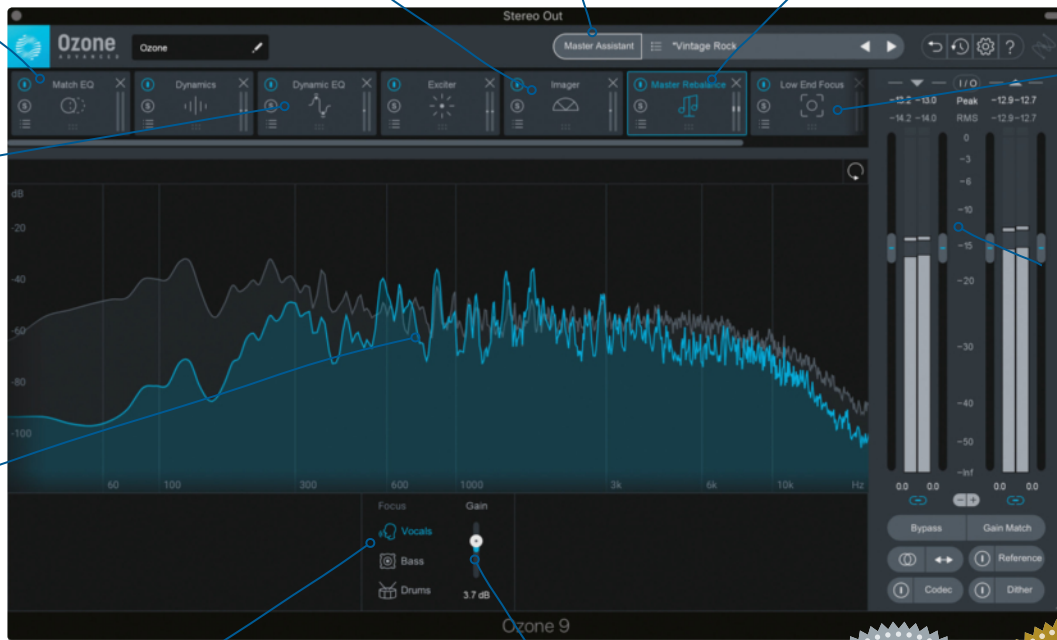 Stereo Out
Ozone
ADVANCED
Ozone
Master Assistant
*Vintage Rock
Match EQ
Dynamics
Dynamic EQ
Exciter
Imager
Master Rebalance
Low End Focus
S
S
S
S
S
S
S
I/O
-13.2 -13.0 Peak -12.9 -12.7
-14.2 -14.0 RMS -12.9 -12.7
dB
-20
-40
-60
-80
-100
60 100 300 600 1000 3k 6k 10k Hz
0
-3
-6
-10
-15
-20
-30
-40
-50
-Inf
0.0 0.0 0.0 0.0
Focus Gain
Vocals
Bass
Drums
3.7 dB
Bypass Gain Match
Reference
Codec Dither
Ozone 9